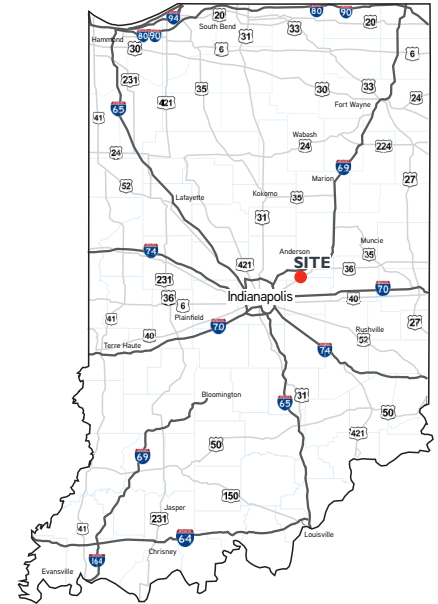 94
20
80
90
20
South Bend
33
31
Hammond
80
90
30
6
6
231
35
30
33
421
24
65
Fort Wayne
41
Wabash
24
224
24
69
52
Marion
27
Kokomo
35
Lafayette
31
Muncie
74
Anderson
35
421
SITE
36
231
70
36
6
Indianapolis
40
41
Plainfield
70
27
40
Rushville
52
Terre Haute
74
Bloomington
31
65
50
421
50
69
150
Jasper
231
41
64
Louisville
Chrisney
164
Evansville